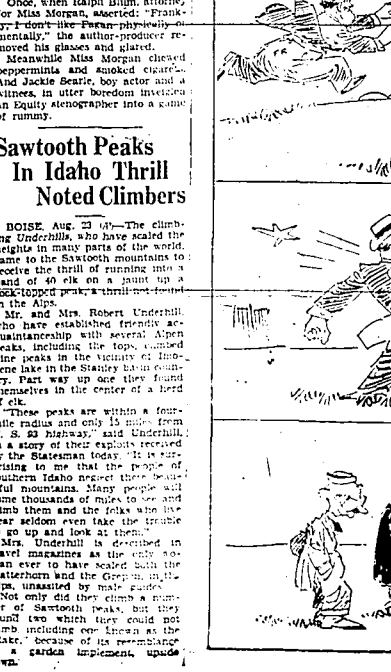 Once, when Ralph Blum, attorney
for Miss Morgan, asserted: "Frank-
ly, I don't like Fagan physically or
mentally," the author-producer re-
moved his glasses and glared.
Meanwhile Miss Morgan chewed
peppermints and smoked
And Jackie Searle, boy actor and a
witness, in utter boredom inveigled
an Equity stenographer into a game
of rummy.
Sawtooth Peaks
In Idaho Thrill
Noted Climbers
BOISE, Aug. 23 (AP)—The climb-
ing Underhills, who have scaled the
heights in many parts of the world,
came to the Sawtooth mountains to
receive the thrill of running into a
band of 40 elk on a jaunt up a
rock-topped peak, a thrill not found
in the Alps.
Mr. and Mrs. Robert Underhill,
who have established friendly ac-
quaintanceship with several Alpen
peaks, including the tops, climbed
nine peaks in the vicinity of Imo-
gene lake in the Stanley basin coun-
try. Part way up one they found
themselves in the center of a herd
of elk.
"These peaks are within a four-
mile radius and only 15 miles from
U. S. 93 highway," said Underhill,
in a story of their exploits received
by the Statesman today. "It is sur-
prising to me that the people of
southern Idaho neglect these beau-
tiful mountains. Many people will
come thousands of miles to see and
climb them and the folks who live
near seldom even take the trouble
to go up and look at them."
Mrs. Underhill is described in
travel magazines as the only wo-
man ever to have scaled both the
Matterhorn and the in the
Alps, unassisted by male guides.
Not only did they climb a num-
ber of Sawtooth peaks, but they
found two which they could not
climb, including one known as the
"Rake," because of its resemblance
to a garden implement, upside
down.